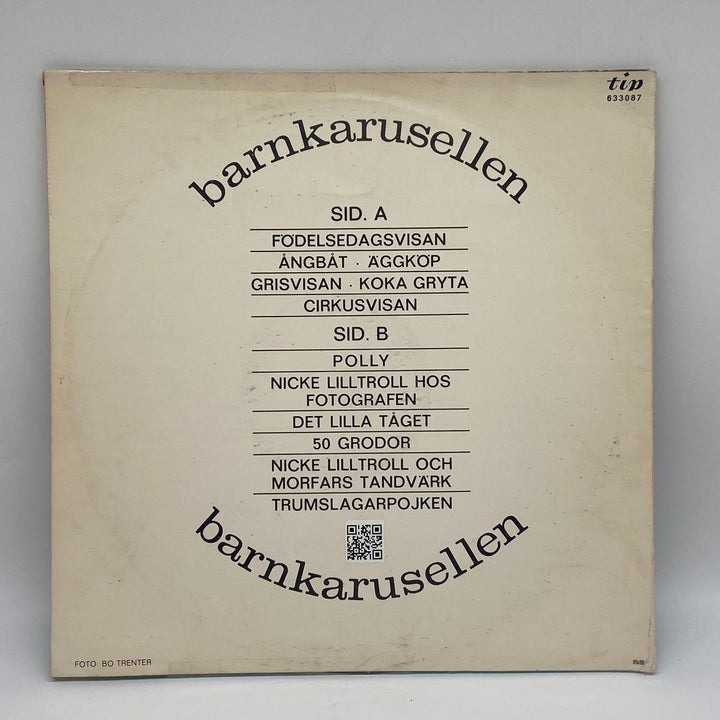 tip
633087
barnkarusellen
SID. A
FÖDELSEDAGSVISAN
ÅNGBÅT · ÄGGKÖP
GRISVISAN · KOKA GRYTA
CIRKUSVISAN
SID. B
POLLY
NICKE LILLTROLL HOS
FOTOGRAFEN
DET LILLA TÅGET
50 GRODOR
NICKE LILLTROLL OCH
MORFARS TANDVÄRK
TRUMSLAGARPOJKEN
barnkarusellen
FOTO BO TRENTER